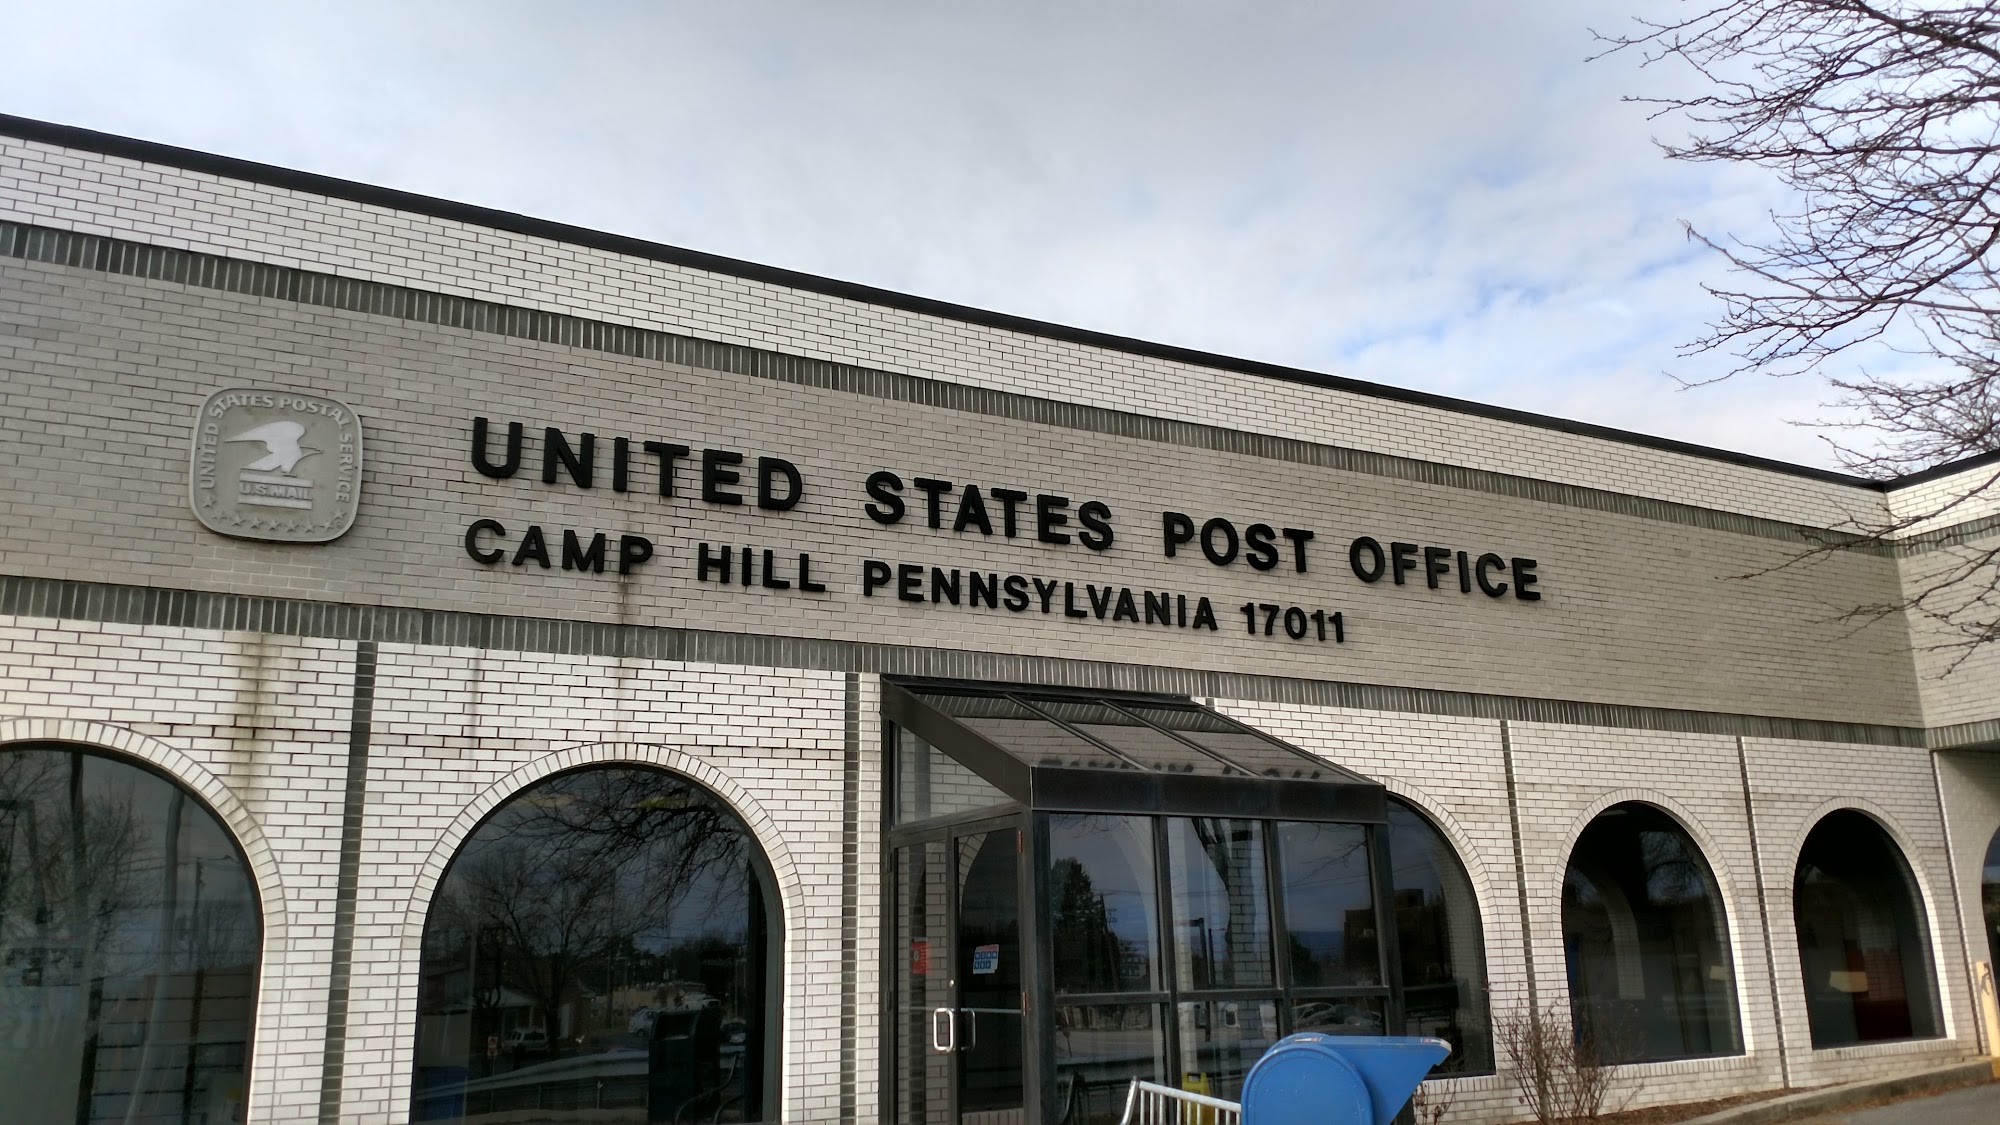 UNITED STATES POSTAL SERVICE
U.S.MAIL
UNITED STATES POST OFFICE
CAMP HILL PENNSYLVANIA 17011